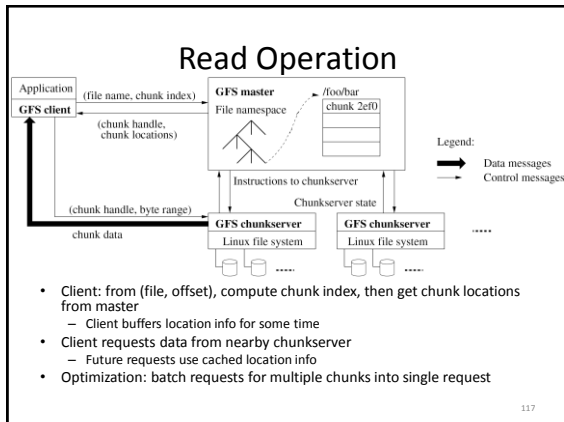 Read Operation
Application
GFS client
(file name, chunk index)
(chunk handle,
chunk locations)
GFS master
File namespace
/foo/bar
chunk 2ef0
Legend:
Data messages
Control messages
Instructions to chunkserver
Chunkserver state
(chunk handle, byte range)
chunk data
GFS chunkserver
Linux file system
GFS chunkserver
Linux file system
• Client: from (file, offset), compute chunk index, then get chunk locations
from master
– Client buffers location info for some time
• Client requests data from nearby chunkserver
– Future requests use cached location info
• Optimization: batch requests for multiple chunks into single request
117